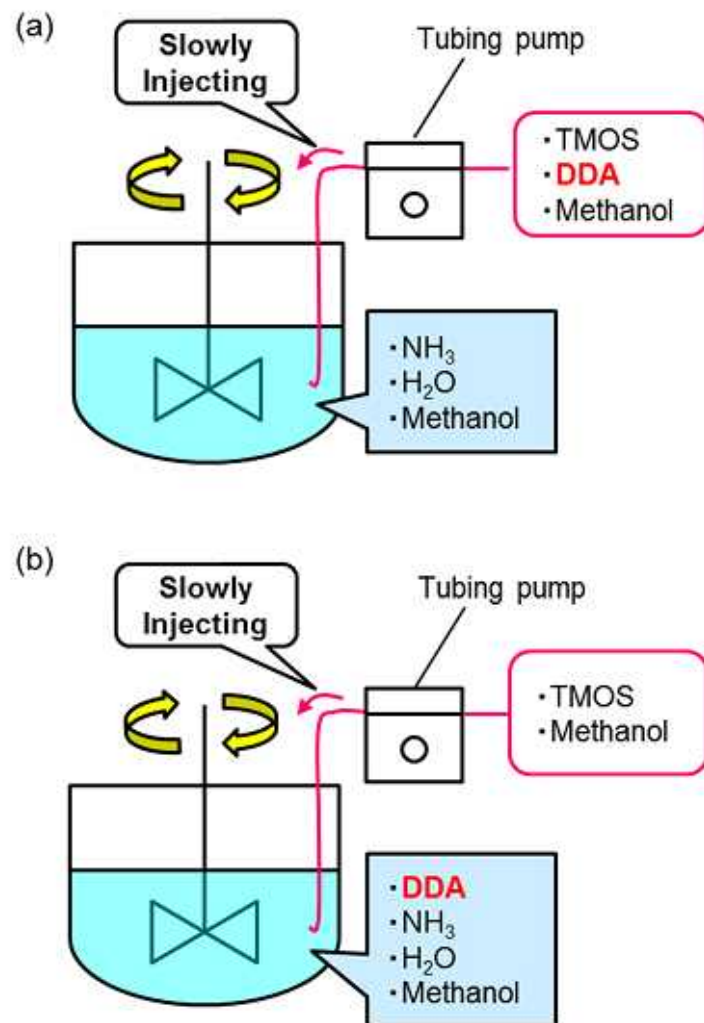 (a)
Slowly
Injecting
Tubing pump
・TMOS
・DDA
・Methanol
・NH₃
・H₂O
・Methanol
(b)
Slowly
Injecting
Tubing pump
・TMOS
・Methanol
・DDA
・NH₃
・H₂O
・Methanol